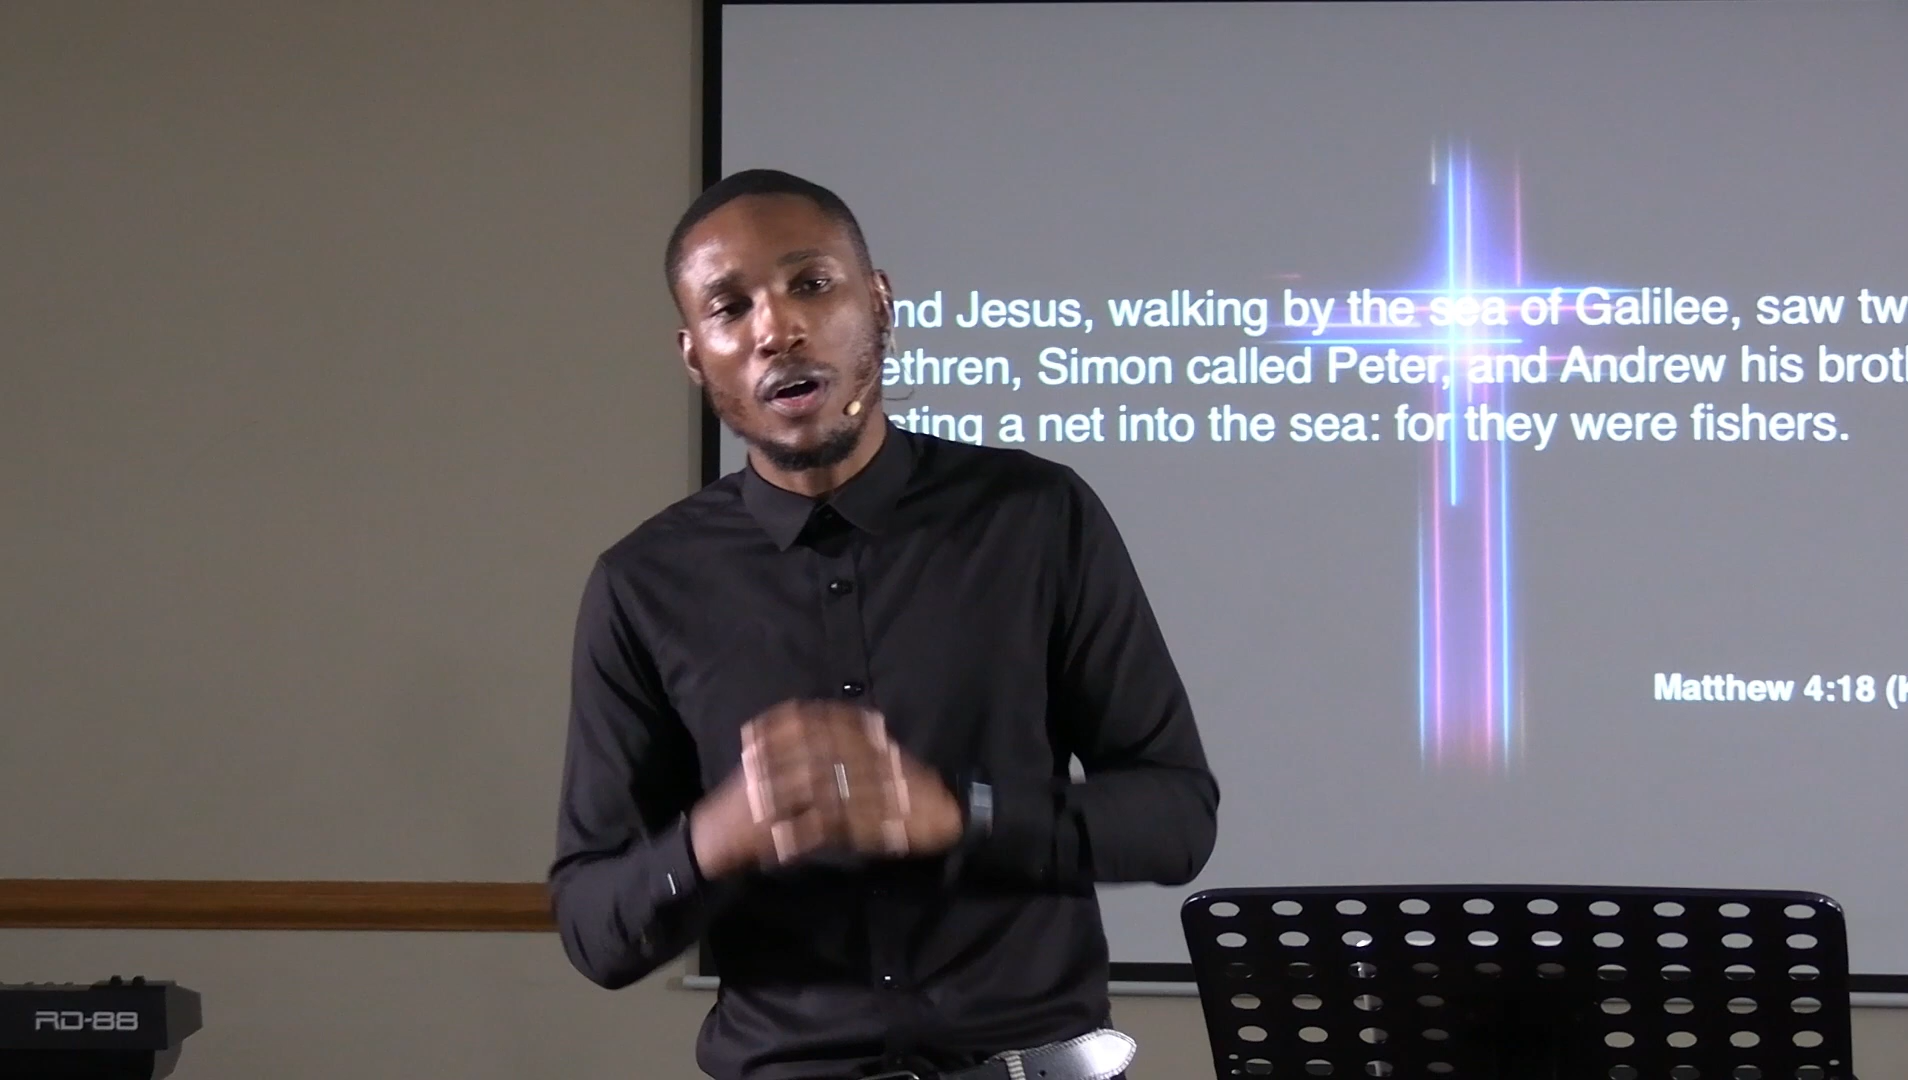 nd Jesus, walking by the sea of Galilee, saw tw
ethren, Simon called Peter, and Andrew his brot
sting a net into the sea: for they were fishers.
Matthew 4:18 (K
RD-88